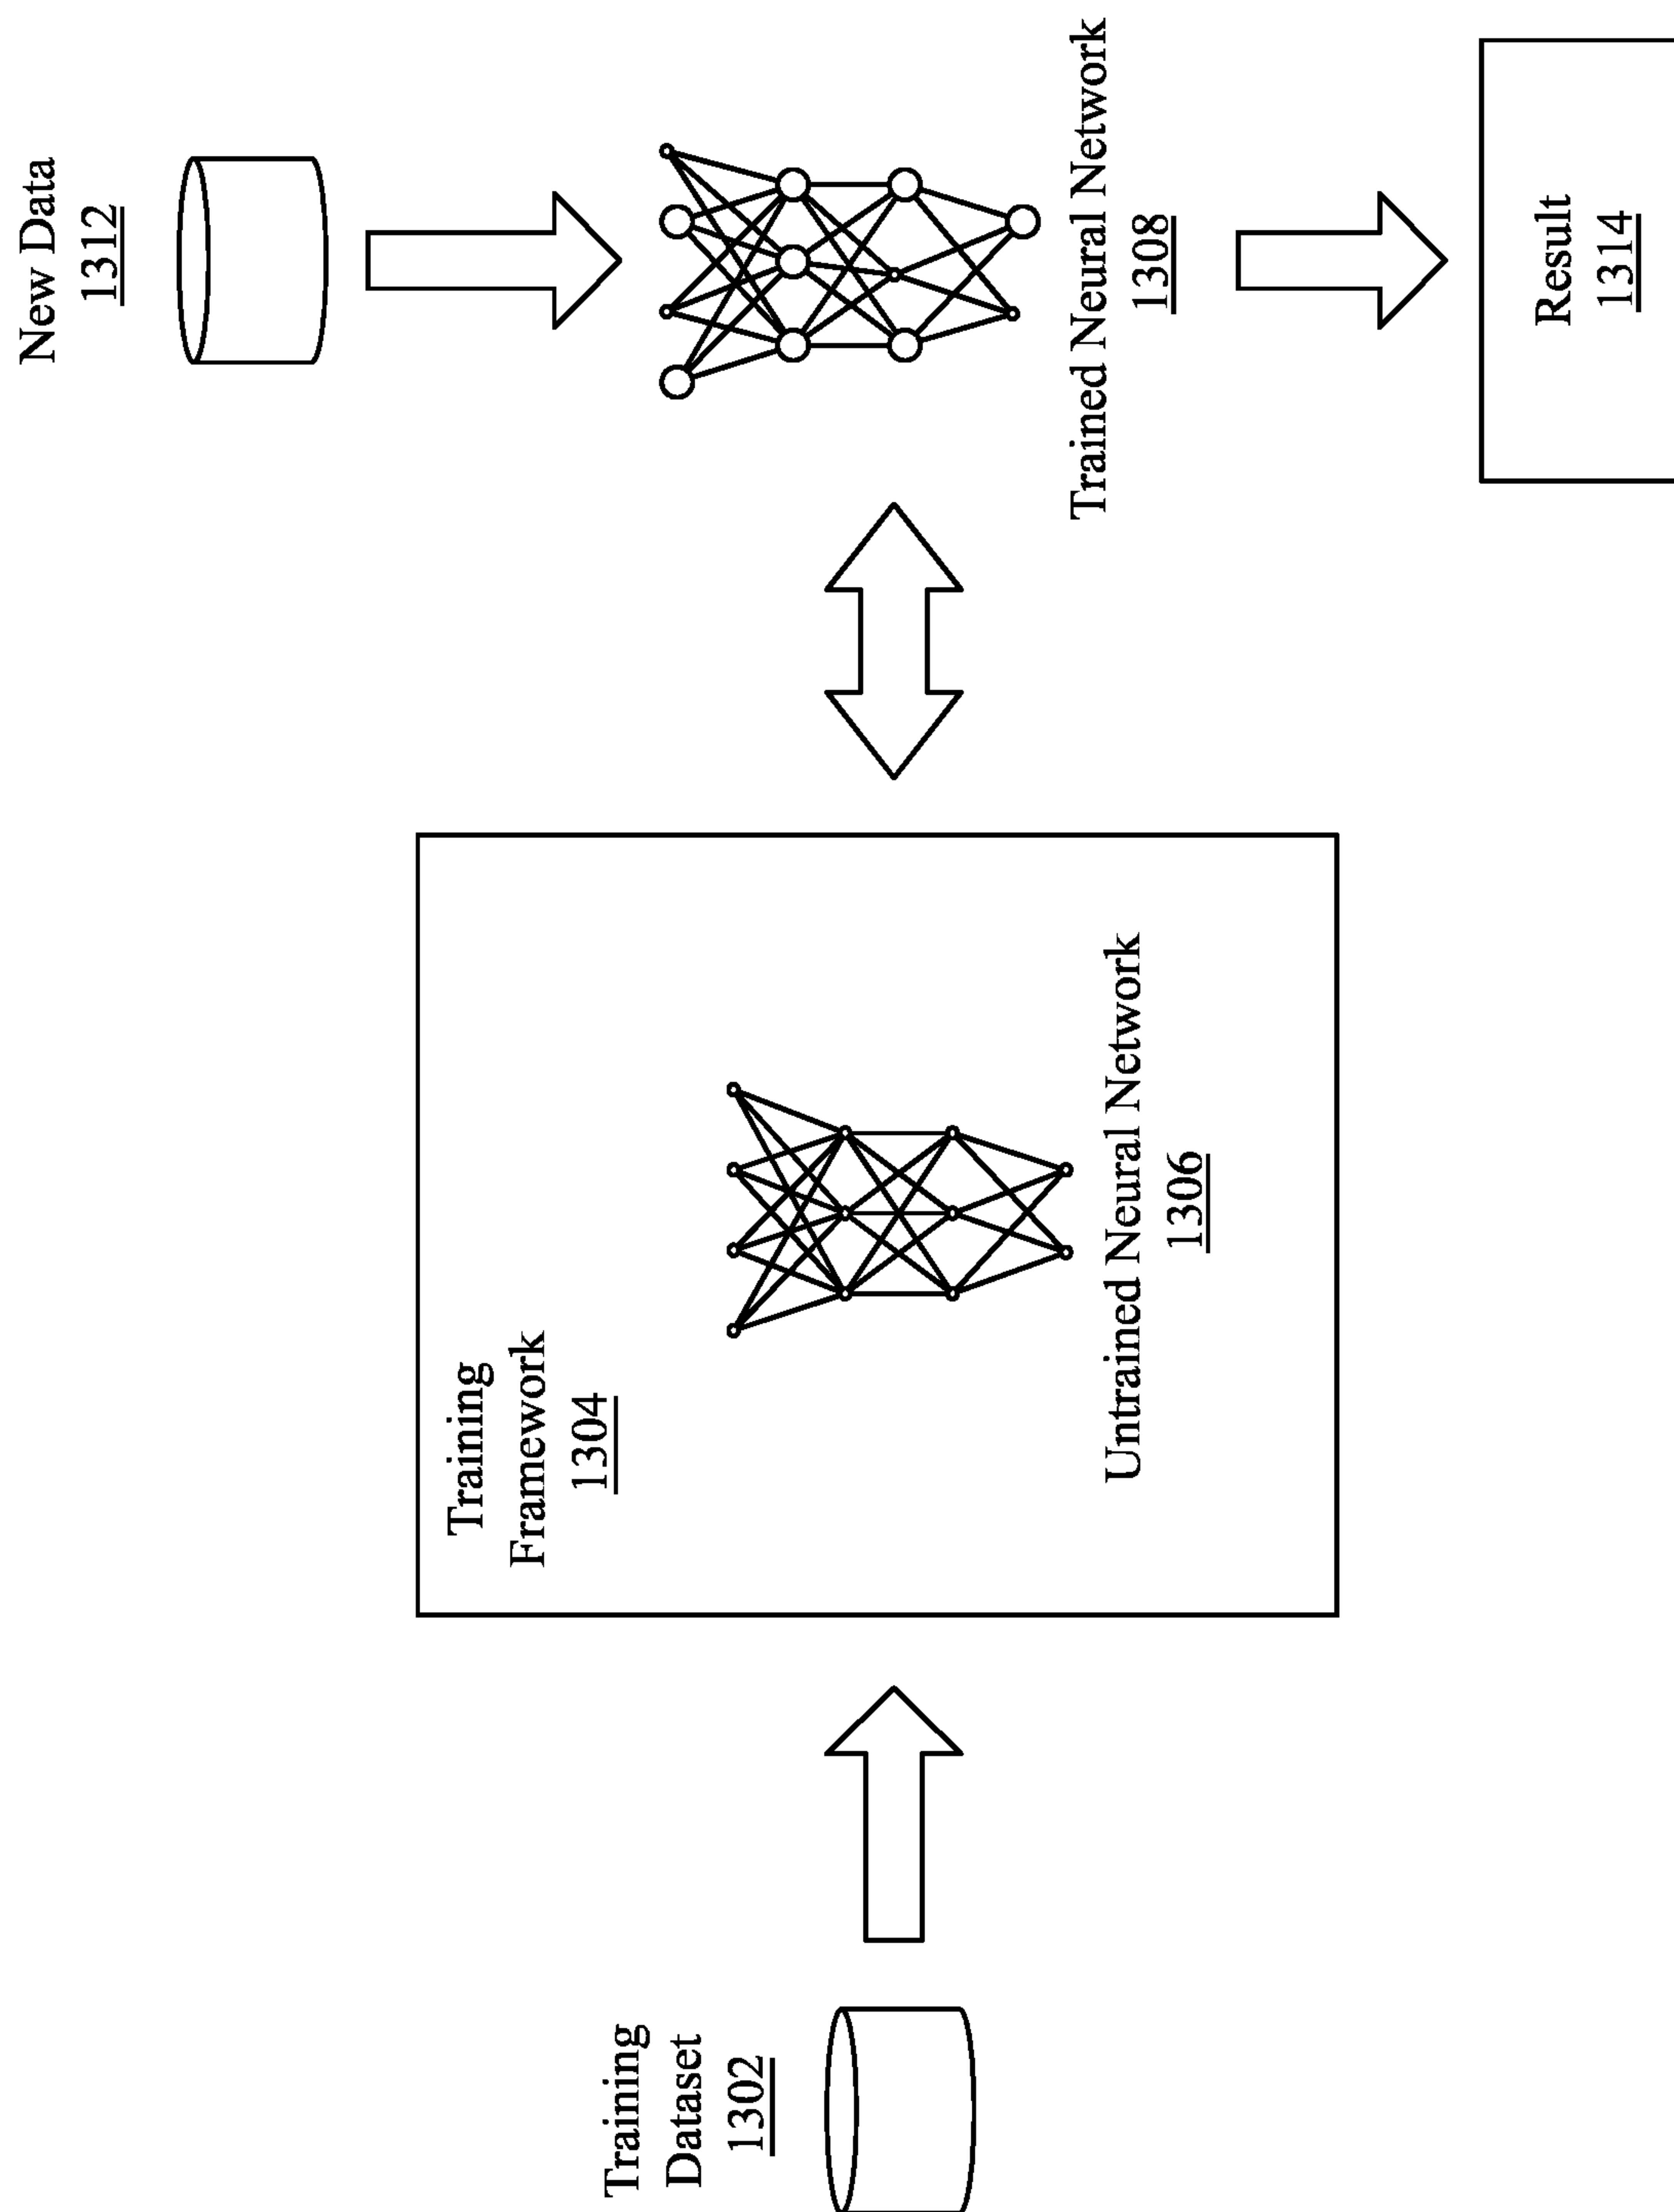 Training
Dataset
1302
Training
Framework
1304
Untrained Neural Network
1306
New Data
1312
Trained Neural Network
1308
Result
1314